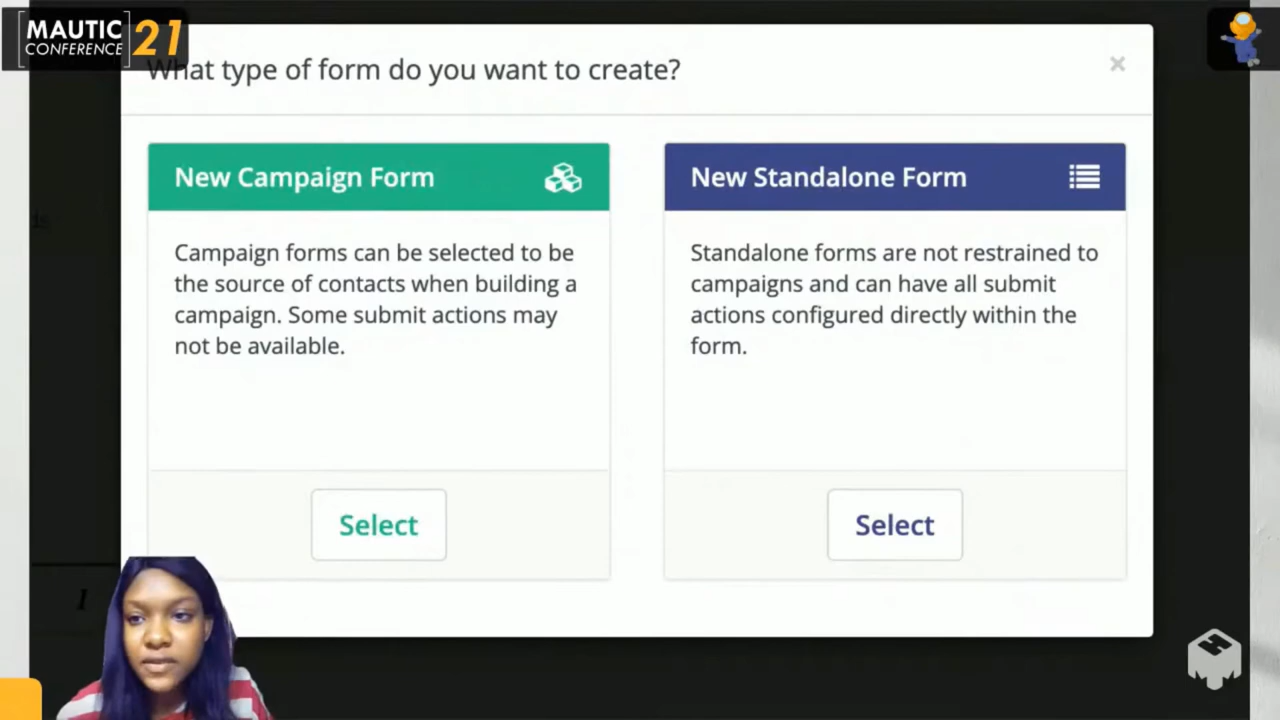 MAUTIC
CONFERENCE
21
What type of form do you want to create?
×
New Campaign Form
Campaign forms can be selected to be
the source of contacts when building a
campaign. Some submit actions may
not be available.
Select
New Standalone Form
Standalone forms are not restrained to
campaigns and can have all submit
actions configured directly within the
form.
Select